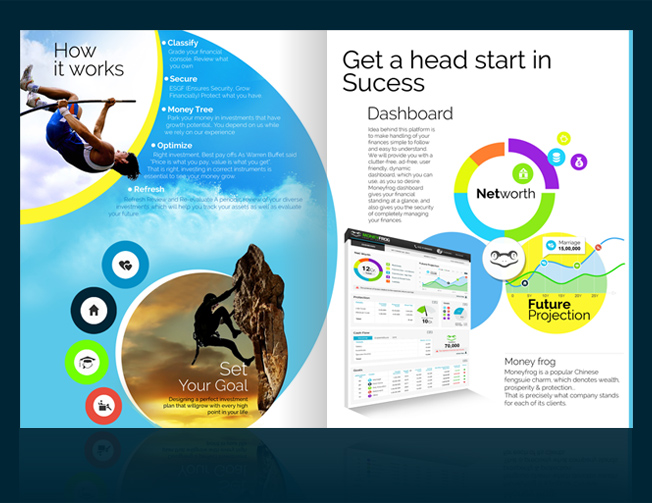 How
it works
Classify
Grade your financial
console. Review what
you own
Secure
ESGF (Ensures Security, Grow
Financially) Protect what you have
Money Tree
Park your money in investments that have
growth potential. You depend on us while
we rely on our experience
Optimize
Right Investment, Best pay offs As Warren Buffet said
"Price is what you pay, value is what you get".
That is right, investing in correct instruments is
essential to see your money grow.
Refresh
Refresh Review and Re-evaluate A periodic review of your diverse
investments which will help you track your assets as well as evaluate
your future.
Set
Your Goal
Designing a perfect investment
plan that willgrow with every high
point in your life
Get a head start in
Sucess
Dashboard
Idea behind this platform is
to make handling of your
finances simple to follow
and easy to understand.
We will provide you with a
clutter-free, ad-free, user
friendly, dynamic
dashboard, which you can
use, as you so desire.
Moneyfrog dashboard
gives your financial
standing at a glance, and
also gives you the security
of completely managing
your finances.
Networth
Marriage
15,00,000
Future
Projection
MONEYFROG
70,000
Money frog
Moneyfrog is a popular Chinese
fengsuie charm, which denotes wealth,
prosperity & protection..
That is precisely what company stands
for each of its clients.